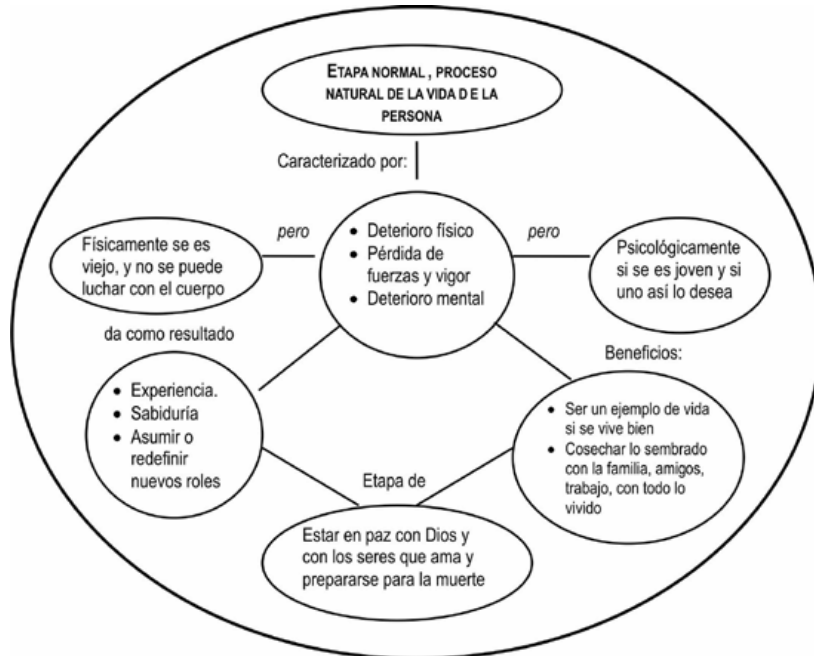 ETAPA NORMAL , PROCESO
NATURAL DE LA VIDA D E LA
PERSONA
Caracterizado por:
Físicamente se es
viejo, y no se puede
luchar con el cuerpo
pero
• Deterioro físico
• Pérdida de
fuerzas y vigor
• Deterioro mental
pero
Psicológicamente
si se es joven y si
uno así lo desea
da como resultado
Beneficios:
• Experiencia.
• Sabiduría
• Asumir o
redefinir
nuevos roles
• Ser un ejemplo de vida
si se vive bien
• Cosechar lo sembrado
con la familia, amigos,
trabajo, con todo lo
vivido
Etapa de
Estar en paz con Dios y
con los seres que ama y
prepararse para la muerte